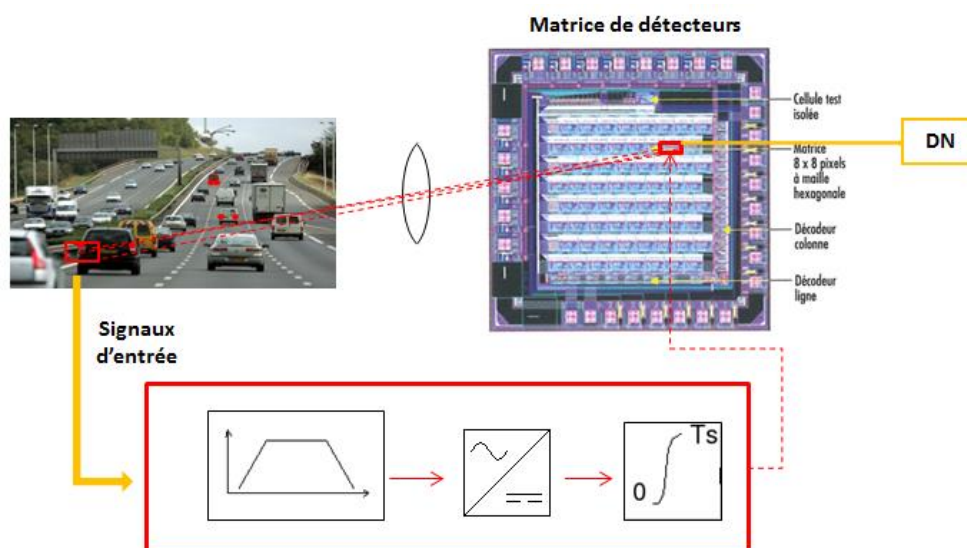 Matrice de détecteurs
Cellule test
isolée
DN
Matrice
8 x 8 pixels
à maille
hexagonale
Décodeur
colonne
Décodeur
ligne
Signaux
d'entrée
Ts
0